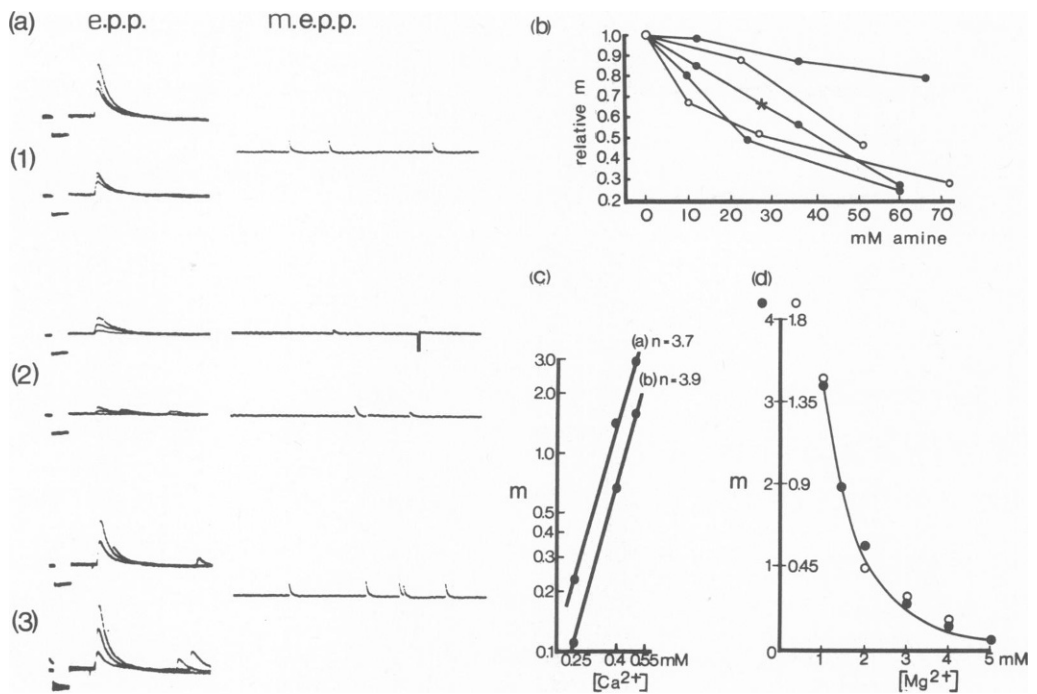 (a) e.p.p. m.e.p.p.
(1)
(2)
(3)
(b)
relative m
1.0
0.9
0.8
0.7
0.6
0.5
0.4
0.3
0.2
0 10 20 30 40 50 60 70
mM amine
(c)
(a) n = 3.7
(b) n = 3.9
m
3.0
2.0
1.0
0.5
0.4
0.3
0.2
0.1
0.25 0.4 0.55 mM
[Ca²⁺]
(d)
4 1.8
3 1.35
m 2 0.9
1 0.45
0
1 2 3 4 5 mM
[Mg²⁺]